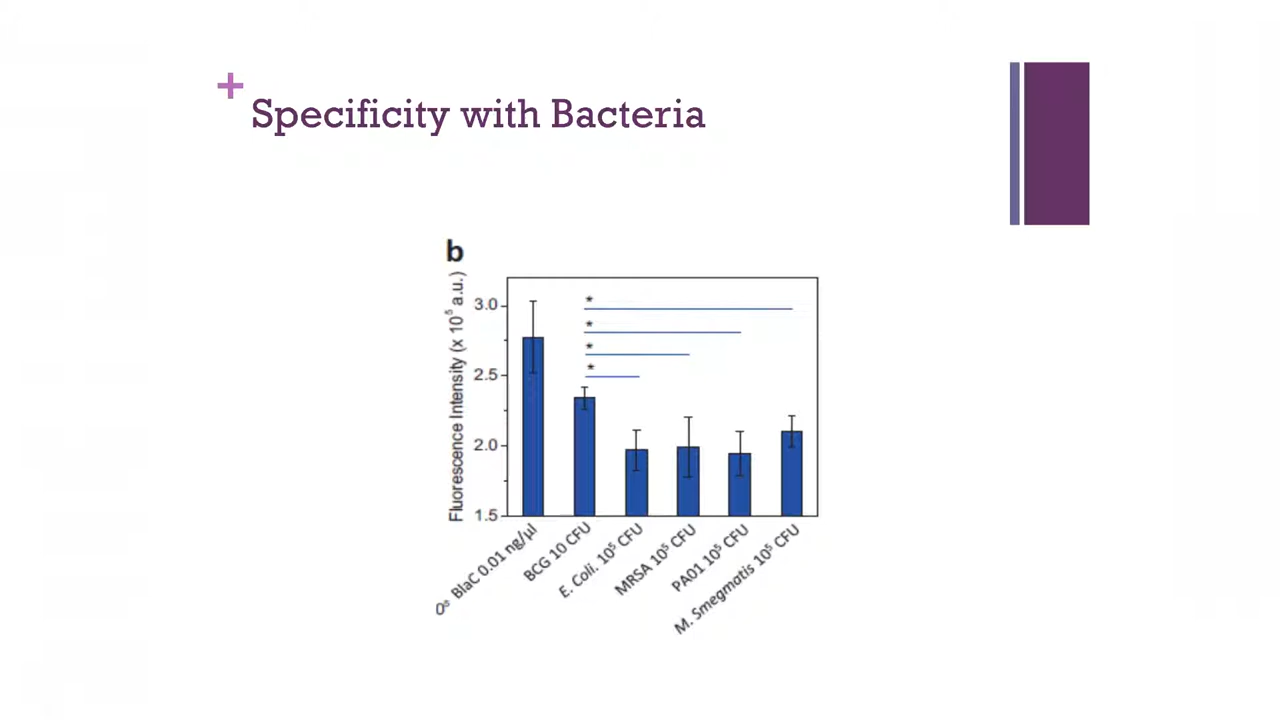 +
Specificity with Bacteria
b
Fluorescence Intensity (x 10⁵ a.u.)
3.0
2.5
2.0
1.5
*
*
*
*
BlaC 0.01 ng/µl
BCG 10 CFU
E. Coli. 10⁵ CFU
MRSA 10⁵ CFU
PA01 10⁵ CFU
M. Smegmatis 10⁵ CFU